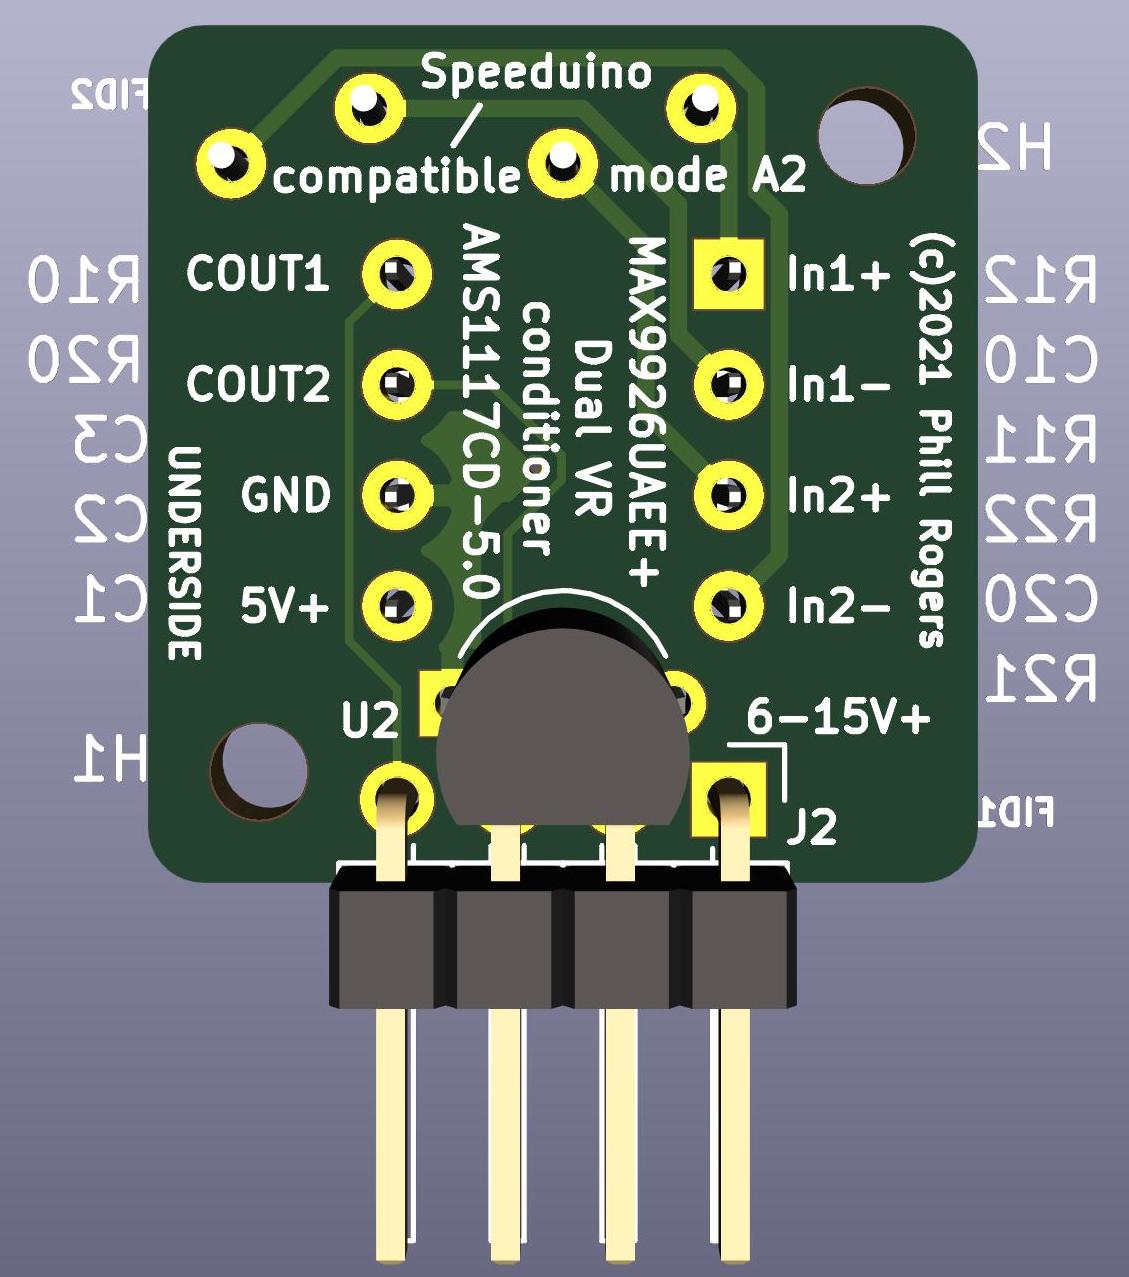 Speeduino
compatible / mode A2
FID2
H2
COUT1
COUT2
GND
5V+
In1+
In1-
In2+
In2-
AMS1117CD-5.0
conditioner
Dual VR
MAX9926UAEE+
(c)2021 Phill Rogers
UNDERSIDE
R10
R20
C3
C2
C1
H1
R12
C10
R11
R22
C20
R21
U2
6-15V+
J2
FID1